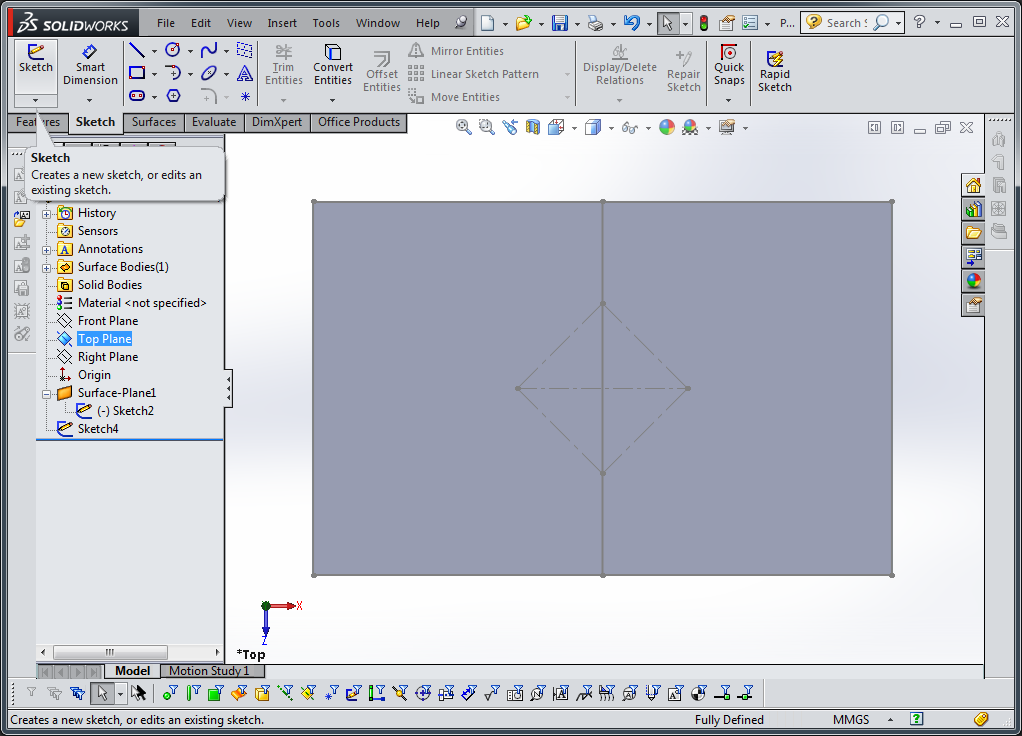 SOLIDWORKS File Edit View Insert Tools Window Help P... Search
Sketch
Smart
Dimension
Trim
Entities
Convert
Entities
Offset
Entities
Mirror Entities
Linear Sketch Pattern
Move Entities
Display/Delete
Relations
Repair
Sketch
Quick
Snaps
Rapid
Sketch
Features Sketch Surfaces Evaluate DimXpert Office Products
Sketch
Creates a new sketch, or edits an
existing sketch.
History
Sensors
Annotations
Surface Bodies(1)
Solid Bodies
Material <not specified>
Front Plane
Top Plane
Right Plane
Origin
Surface-Plane1
(-) Sketch2
Sketch4
X
Z
*Top
Model Motion Study 1
Creates a new sketch, or edits an existing sketch. Fully Defined MMGS